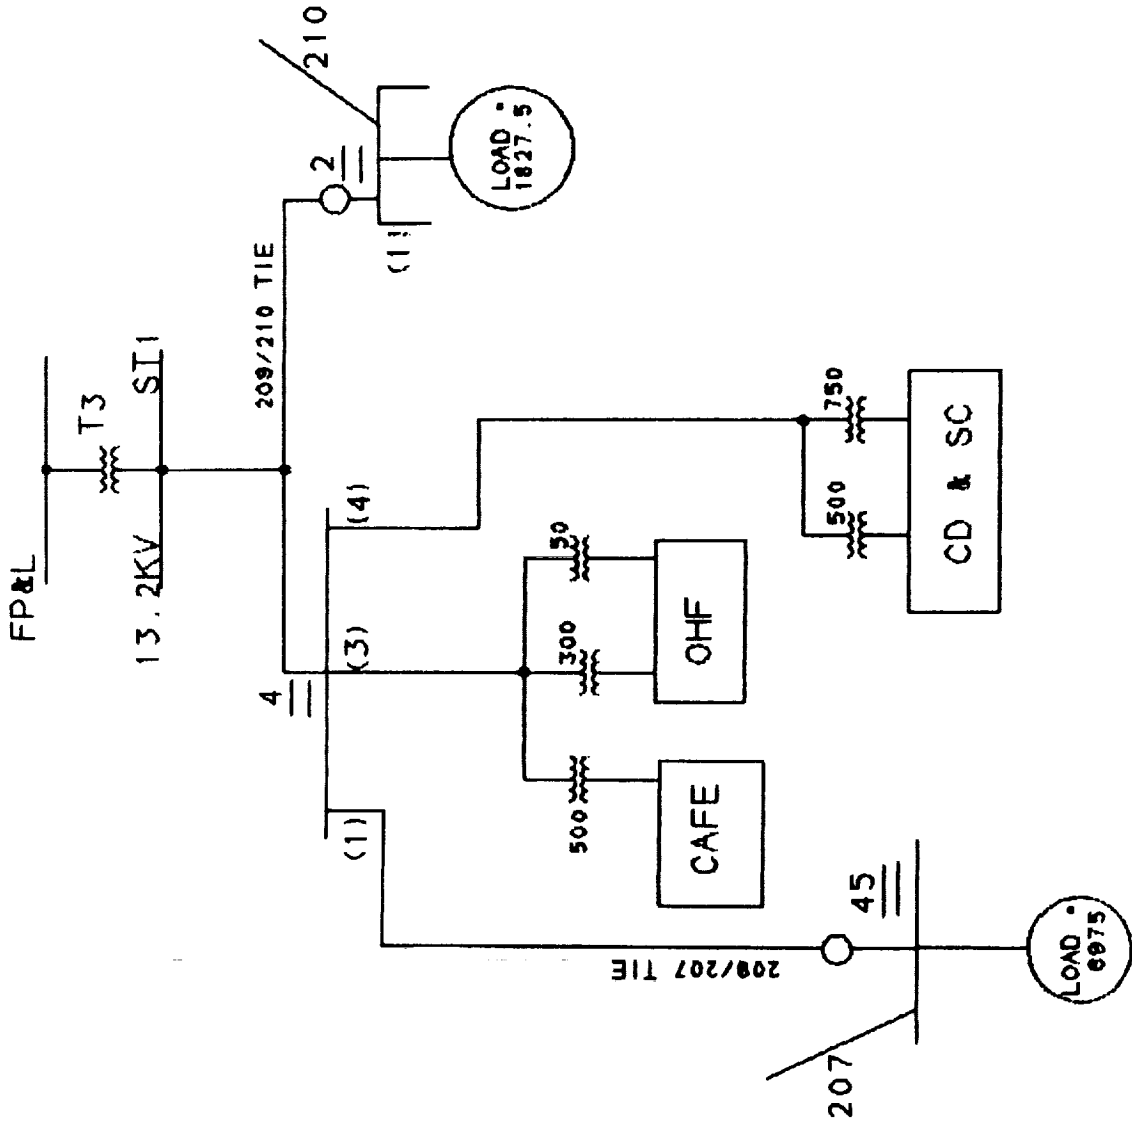 FP&L
T3
13.2KV
ST1
209/210 TIE
210
2
(1)
LOAD =
1827.5
4
(1)
(3)
(4)
500
300
50
CAFE
OHF
500
750
CD & SC
209/207 TIE
45
207
LOAD =
6975